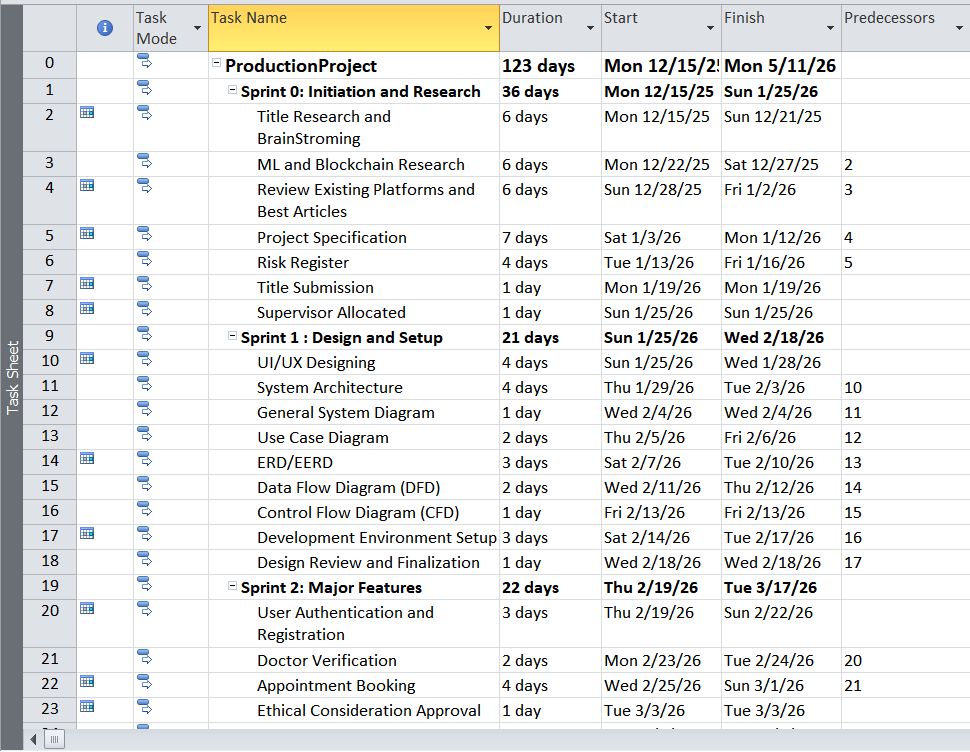 Task Mode Task Name Duration Start Finish Predecessors
0 ProductionProject 123 days Mon 12/15/25 Mon 5/11/26
1 Sprint 0: Initiation and Research 36 days Mon 12/15/25 Sun 1/25/26
2 Title Research and BrainStroming 6 days Mon 12/15/25 Sun 12/21/25
3 ML and Blockchain Research 6 days Mon 12/22/25 Sat 12/27/25 2
4 Review Existing Platforms and Best Articles 6 days Sun 12/28/25 Fri 1/2/26 3
5 Project Specification 7 days Sat 1/3/26 Mon 1/12/26 4
6 Risk Register 4 days Tue 1/13/26 Fri 1/16/26 5
7 Title Submission 1 day Mon 1/19/26 Mon 1/19/26
8 Supervisor Allocated 1 day Sun 1/25/26 Sun 1/25/26
9 Sprint 1 : Design and Setup 21 days Sun 1/25/26 Wed 2/18/26
10 UI/UX Designing 4 days Sun 1/25/26 Wed 1/28/26
11 System Architecture 4 days Thu 1/29/26 Tue 2/3/26 10
12 General System Diagram 1 day Wed 2/4/26 Wed 2/4/26 11
13 Use Case Diagram 2 days Thu 2/5/26 Fri 2/6/26 12
14 ERD/EERD 3 days Sat 2/7/26 Tue 2/10/26 13
15 Data Flow Diagram (DFD) 2 days Wed 2/11/26 Thu 2/12/26 14
16 Control Flow Diagram (CFD) 1 day Fri 2/13/26 Fri 2/13/26 15
17 Development Environment Setup 3 days Sat 2/14/26 Tue 2/17/26 16
18 Design Review and Finalization 1 day Wed 2/18/26 Wed 2/18/26 17
19 Sprint 2: Major Features 22 days Thu 2/19/26 Tue 3/17/26
20 User Authentication and Registration 3 days Thu 2/19/26 Sun 2/22/26
21 Doctor Verification 2 days Mon 2/23/26 Tue 2/24/26 20
22 Appointment Booking 4 days Wed 2/25/26 Sun 3/1/26 21
23 Ethical Consideration Approval 1 day Tue 3/3/26 Tue 3/3/26
Task Sheet